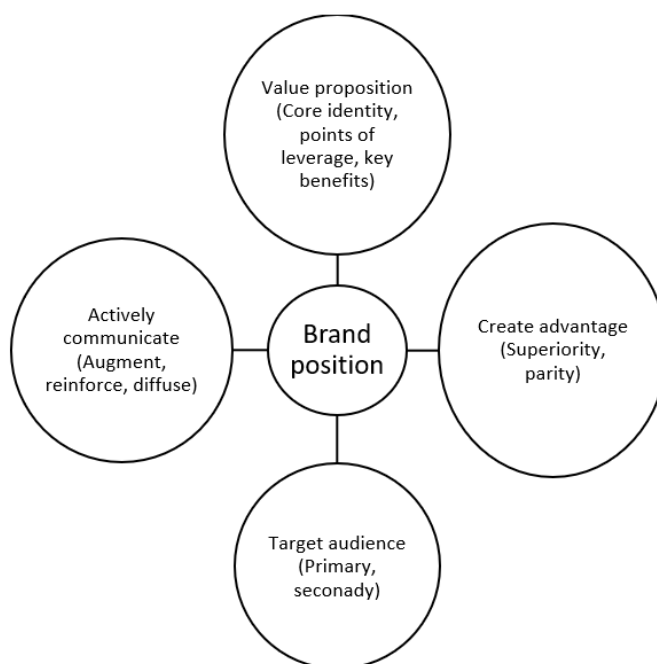 Value proposition
(Core identity,
points of
leverage, key
benefits)
Actively
communicate
(Augment,
reinforce, diffuse)
Brand
position
Create advantage
(Superiority,
parity)
Target audience
(Primary,
seconady)